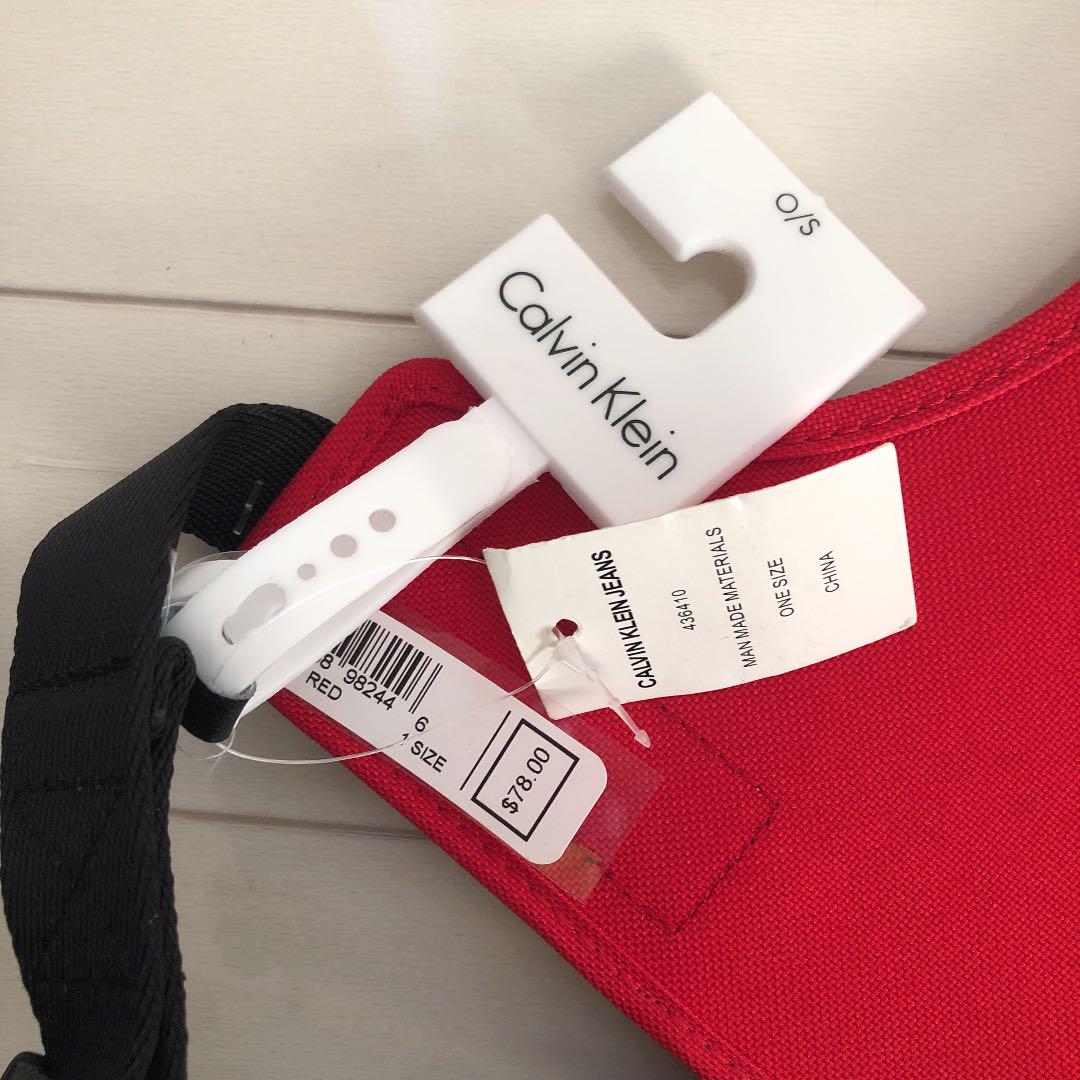 O/S
Calvin Klein
CALVIN KLEIN JEANS
436410
MAN MADE MATERIALS
ONE SIZE
CHINA
8 98244 6
RED
1 SIZE
$78.00